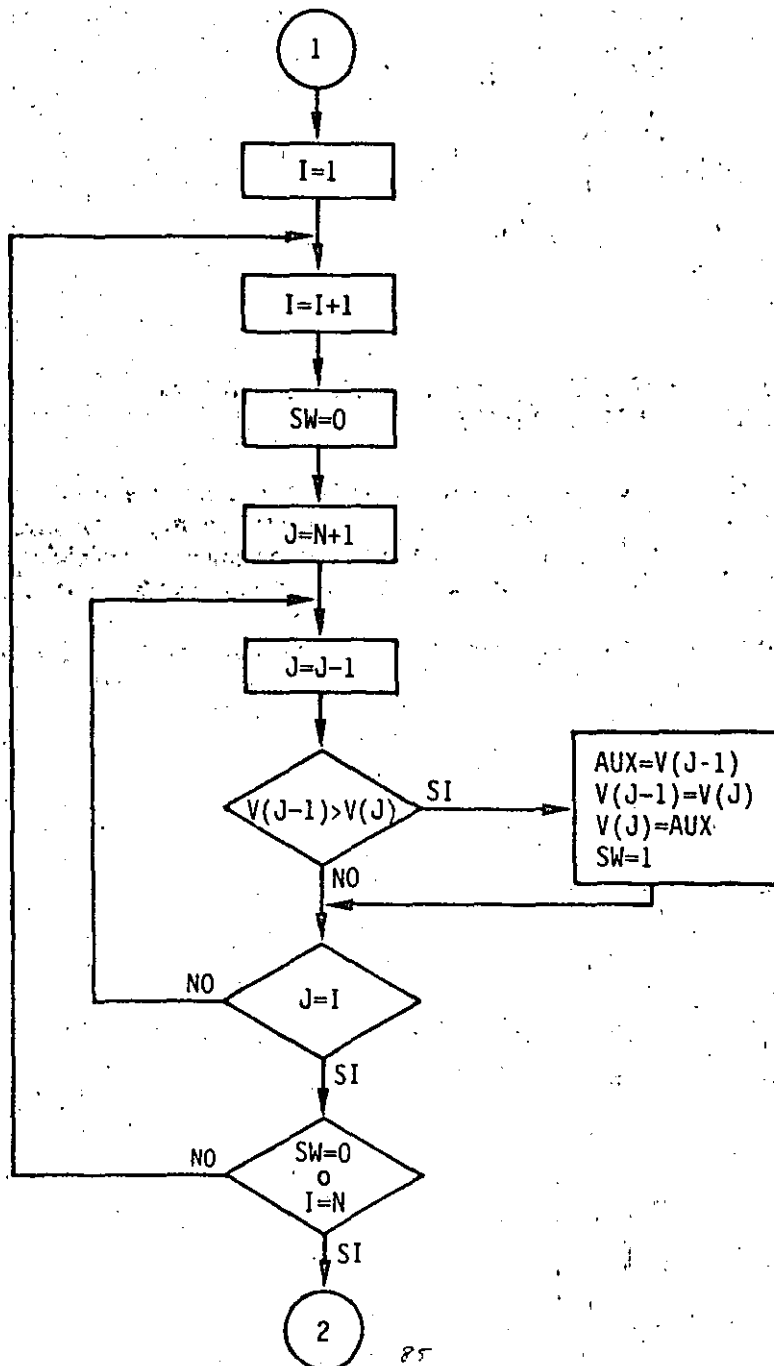 1
I=1
I=I+1
SW=0
J=N+1
J=J-1
V(J-1)>V(J)
SI
AUX=V(J-1)
V(J-1)=V(J)
V(J)=AUX
SW=1
NO
NO
J=I
SI
NO
SW=0
o
I=N
SI
2
85